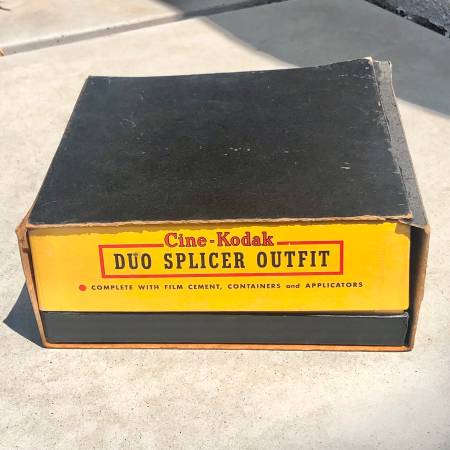 Cine-Kodak
DUO SPLICER OUTFIT
COMPLETE WITH FILM CEMENT, CONTAINERS and APPLICATORS